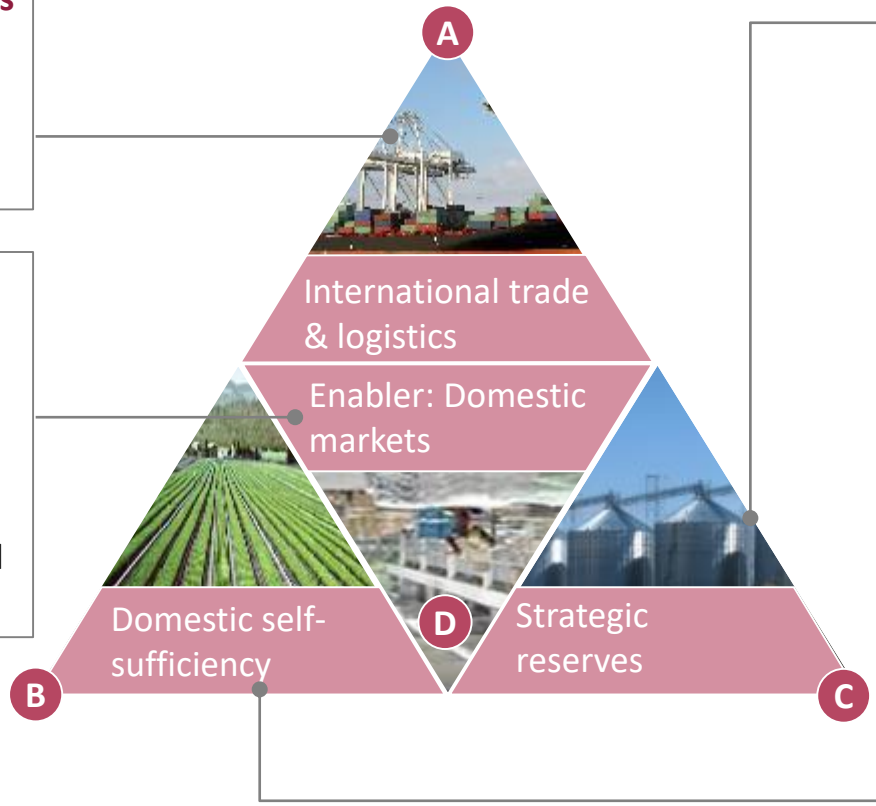 s
A
International trade
& logistics
Enabler: Domestic
markets
Domestic self-
sufficiency
D
Strategic
reserves
B
C